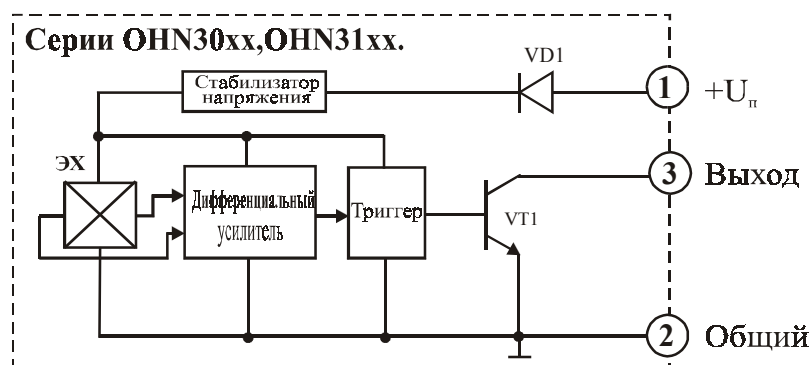 Серии OHN30xx,OHN31xx.
VD1
Стабилизатор
напряжения
1
+Uп
ЭХ
3
Выход
Дифференциальный
усилитель
Триггер
VT1
2
Общий